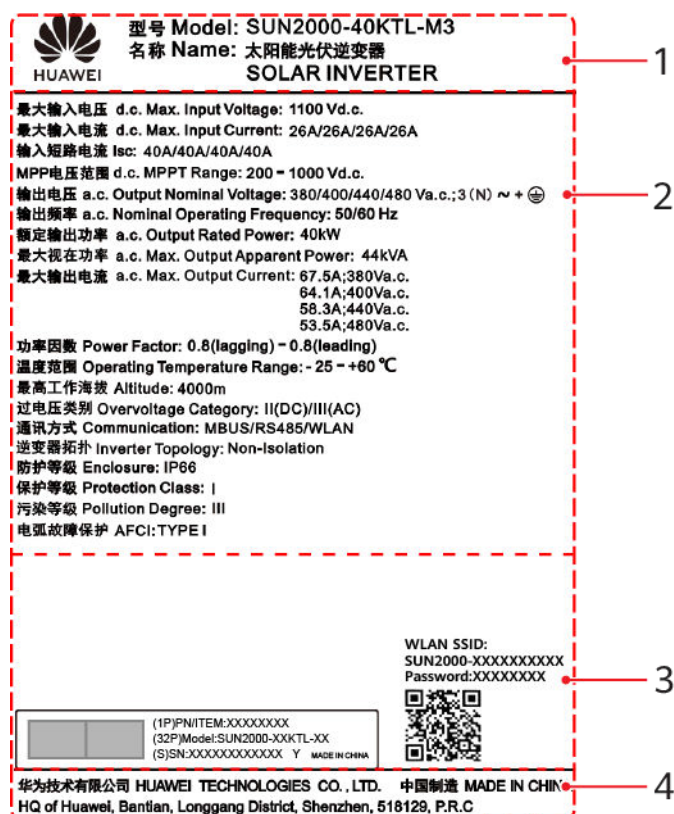 HUAWEI
型号 Model: SUN2000-40KTL-M3
名称 Name: 太阳能光伏逆变器
SOLAR INVERTER
1
最大输入电压 d.c. Max. Input Voltage: 1100 Vd.c.
最大输入电流 d.c. Max. Input Current: 26A/26A/26A/26A
输入短路电流 Isc: 40A/40A/40A/40A
MPP电压范围 d.c. MPPT Range: 200 - 1000 Vd.c.
输出电压 a.c. Output Nominal Voltage: 380/400/440/480 Va.c.;3(N) ~ + ⏚
2
输出频率 a.c. Nominal Operating Frequency: 50/60 Hz
额定输出功率 a.c. Output Rated Power: 40kW
最大视在功率 a.c. Max. Output Apparent Power: 44kVA
最大输出电流 a.c. Max. Output Current: 67.5A;380Va.c.
64.1A;400Va.c.
58.3A;440Va.c.
53.5A;480Va.c.
功率因数 Power Factor: 0.8(lagging) - 0.8(leading)
温度范围 Operating Temperature Range: - 25 - +60 ℃
最高工作海拔 Altitude: 4000m
过电压类别 Overvoltage Category: II(DC)/III(AC)
通讯方式 Communication: MBUS/RS485/WLAN
逆变器拓扑 Inverter Topology: Non-Isolation
防护等级 Enclosure: IP66
保护等级 Protection Class: I
污染等级 Pollution Degree: III
电弧故障保护 AFCI:TYPE I
WLAN SSID:
SUN2000-XXXXXXXXXX
Password:XXXXXXXX
3
(1P)PN/ITEM:XXXXXXXX
(32P)Model:SUN2000-XXKTL-XX
(S)SN:XXXXXXXXXXXX Y MADE IN CHINA
华为技术有限公司 HUAWEI TECHNOLOGIES CO., LTD. 中国制造 MADE IN CHIN
4
HQ of Huawei, Bantian, Longgang District, Shenzhen, 518129, P.R.C